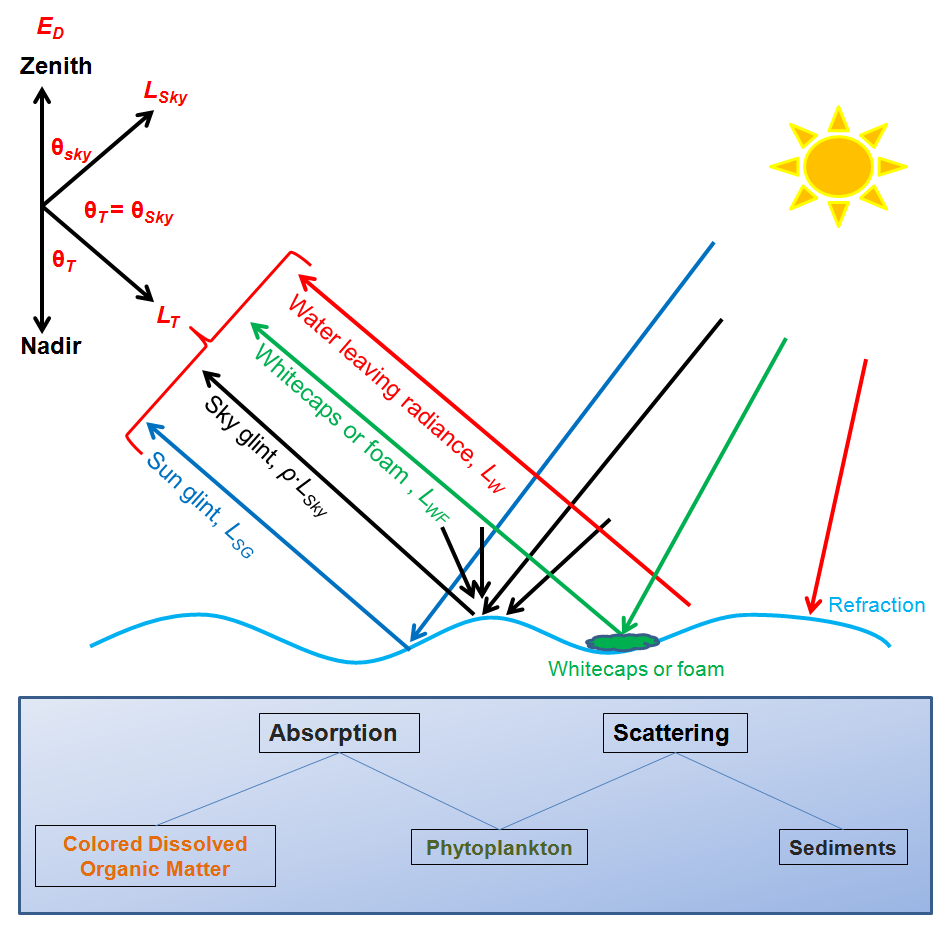 E_D
Zenith
L_Sky
θ_sky
θ_T = θ_Sky
θ_T
L_T
Nadir
Water leaving radiance, L_W
Whitecaps or foam , L_WF
Sky glint, ρ·L_Sky
Sun glint, L_SG
Refraction
Whitecaps or foam
Absorption
Scattering
Colored Dissolved
Organic Matter
Phytoplankton
Sediments